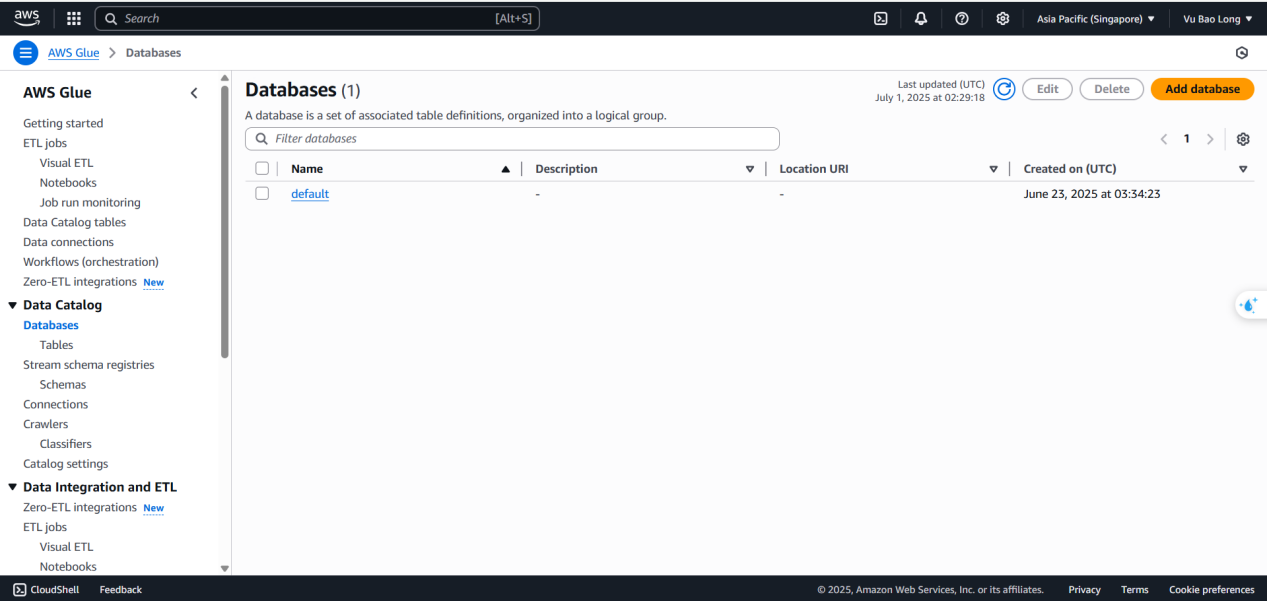 aws
Search [Alt+S]
Asia Pacific (Singapore) ▼ Vu Bao Long ▼
AWS Glue > Databases
AWS Glue
Getting started
ETL jobs
Visual ETL
Notebooks
Job run monitoring
Data Catalog tables
Data connections
Workflows (orchestration)
Zero-ETL integrations New
Data Catalog
Databases
Tables
Stream schema registries
Schemas
Connections
Crawlers
Classifiers
Catalog settings
Data Integration and ETL
Zero-ETL integrations New
ETL jobs
Visual ETL
Notebooks
Databases (1)
Last updated (UTC)
July 1, 2025 at 02:29:18
Edit Delete Add database
A database is a set of associated table definitions, organized into a logical group.
Filter databases
1
Name Description Location URI Created on (UTC)
default - - June 23, 2025 at 03:34:23
CloudShell Feedback © 2025, Amazon Web Services, Inc. or its affiliates. Privacy Terms Cookie preferences